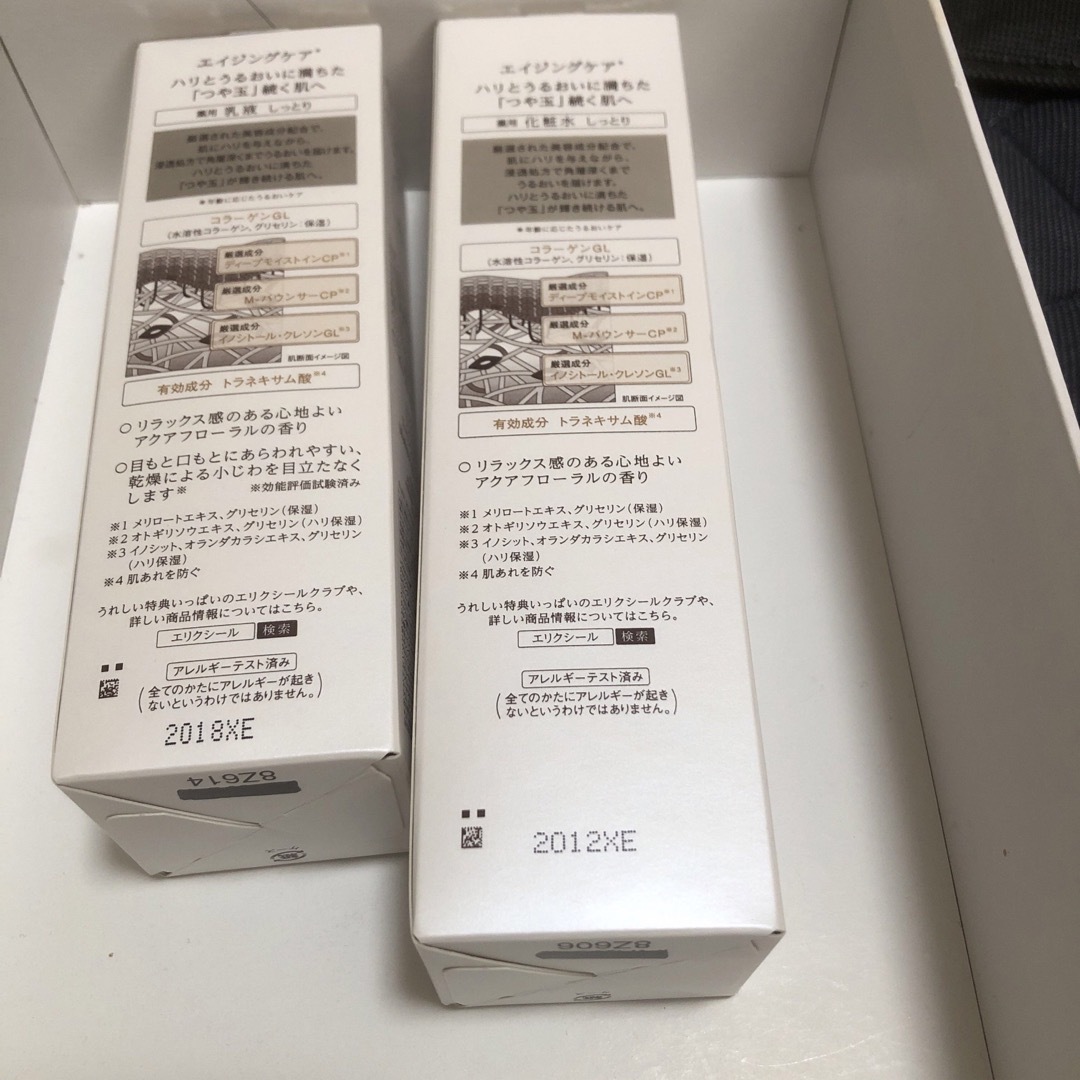 エイジングケア*
ハリとうるおいに満ちた
「つや玉」続く肌へ
薬用 乳液 しっとり
厳選された美容成分配合で、
肌にハリを与えながら、
浸透処方で角層深くまでうるおいを届けます。
ハリとうるおいに満ちた
「つや玉」が輝き続ける肌へ。
*年齢に応じたうるおいケア
コラーゲンGL
(水溶性コラーゲン、グリセリン:保湿)
厳選成分
ディープモイストインCP※1
厳選成分
M-バウンサーCP※2
厳選成分
イノシトール・クレソンGL※3
肌断面イメージ図
有効成分 トラネキサム酸※4
○リラックス感のある心地よい
アクアフローラルの香り
○目もと口もとにあらわれやすい、
乾燥による小じわを目立たなく
します※ ※効能評価試験済み
※1 メリロートエキス、グリセリン(保湿)
※2 オトギリソウエキス、グリセリン(ハリ保湿)
※3 イノシット、オランダカラシエキス、グリセリン
(ハリ保湿)
※4 肌あれを防ぐ
うれしい特典いっぱいのエリクシールクラブや、
詳しい商品情報についてはこちら。
エリクシール 検索
アレルギーテスト済み
(全てのかたにアレルギーが起き
ないというわけではありません。)
2018XE
8Z614
エイジングケア*
ハリとうるおいに満ちた
「つや玉」続く肌へ
薬用 化粧水 しっとり
厳選された美容成分配合で、
肌にハリを与えながら、
浸透処方で角層深くまで
うるおいを届けます。
ハリとうるおいに満ちた
「つや玉」が輝き続ける肌へ。
*年齢に応じたうるおいケア
コラーゲンGL
(水溶性コラーゲン、グリセリン:保湿)
厳選成分
ディープモイストインCP※1
厳選成分
M-バウンサーCP※2
厳選成分
イノシトール・クレソンGL※3
肌断面イメージ図
有効成分 トラネキサム酸※4
○リラックス感のある心地よい
アクアフローラルの香り
※1 メリロートエキス、グリセリン(保湿)
※2 オトギリソウエキス、グリセリン(ハリ保湿)
※3 イノシット、オランダカラシエキス、グリセリン
(ハリ保湿)
※4 肌あれを防ぐ
うれしい特典いっぱいのエリクシールクラブや、
詳しい商品情報についてはこちら。
エリクシール 検索
アレルギーテスト済み
(全てのかたにアレルギーが起き
ないというわけではありません。)
2012XE
8Z606